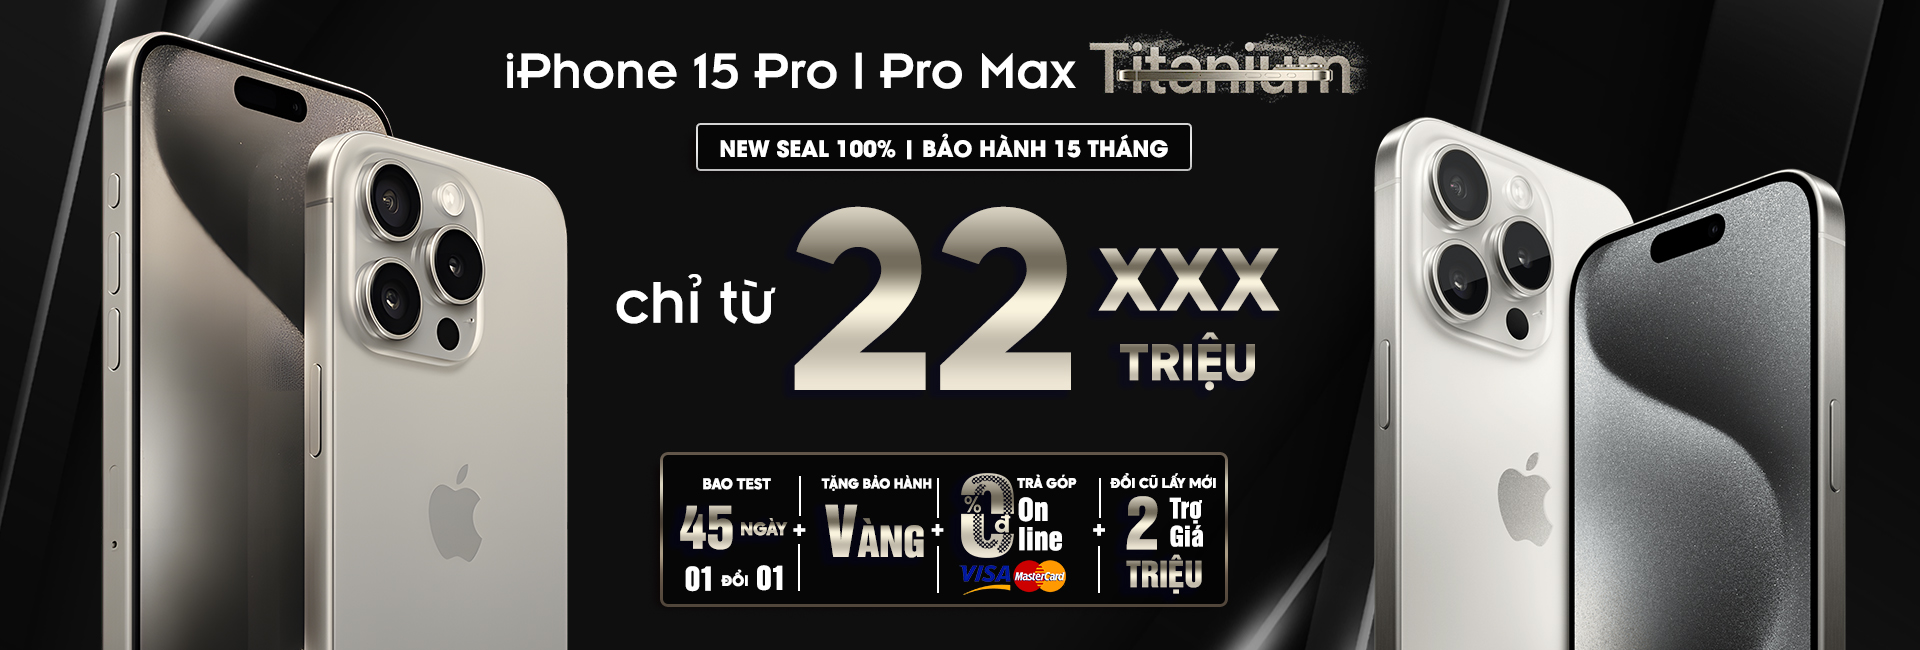 iPhone 15 Pro | Pro Max Titanium
NEW SEAL 100% | BẢO HÀNH 15 THÁNG
chỉ từ 22 XXX
TRIỆU
BAO TEST
45 NGÀY
01 ĐỔI 01
+
TẶNG BẢO HÀNH
VÀNG
+
0 % đ
TRẢ GÓP
On
line
VISA MasterCard
+
ĐỔI CŨ LẤY MỚI
2 Trợ
Giá
TRIỆU